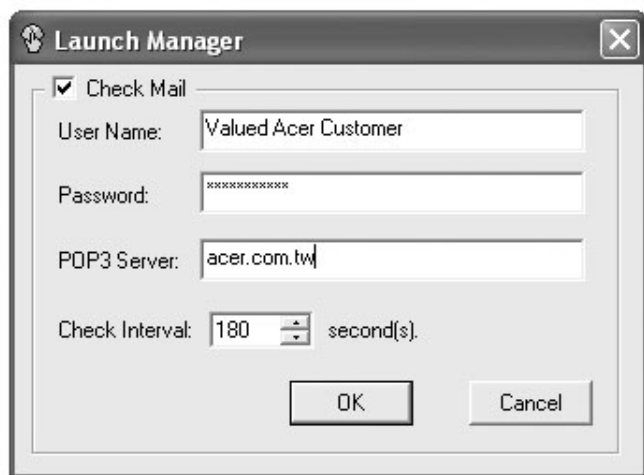 Launch Manager
Check Mail
User Name: Valued Acer Customer
Password: ***********
POP3 Server: acer.com.tw
Check Interval: 180 second(s).
OK Cancel